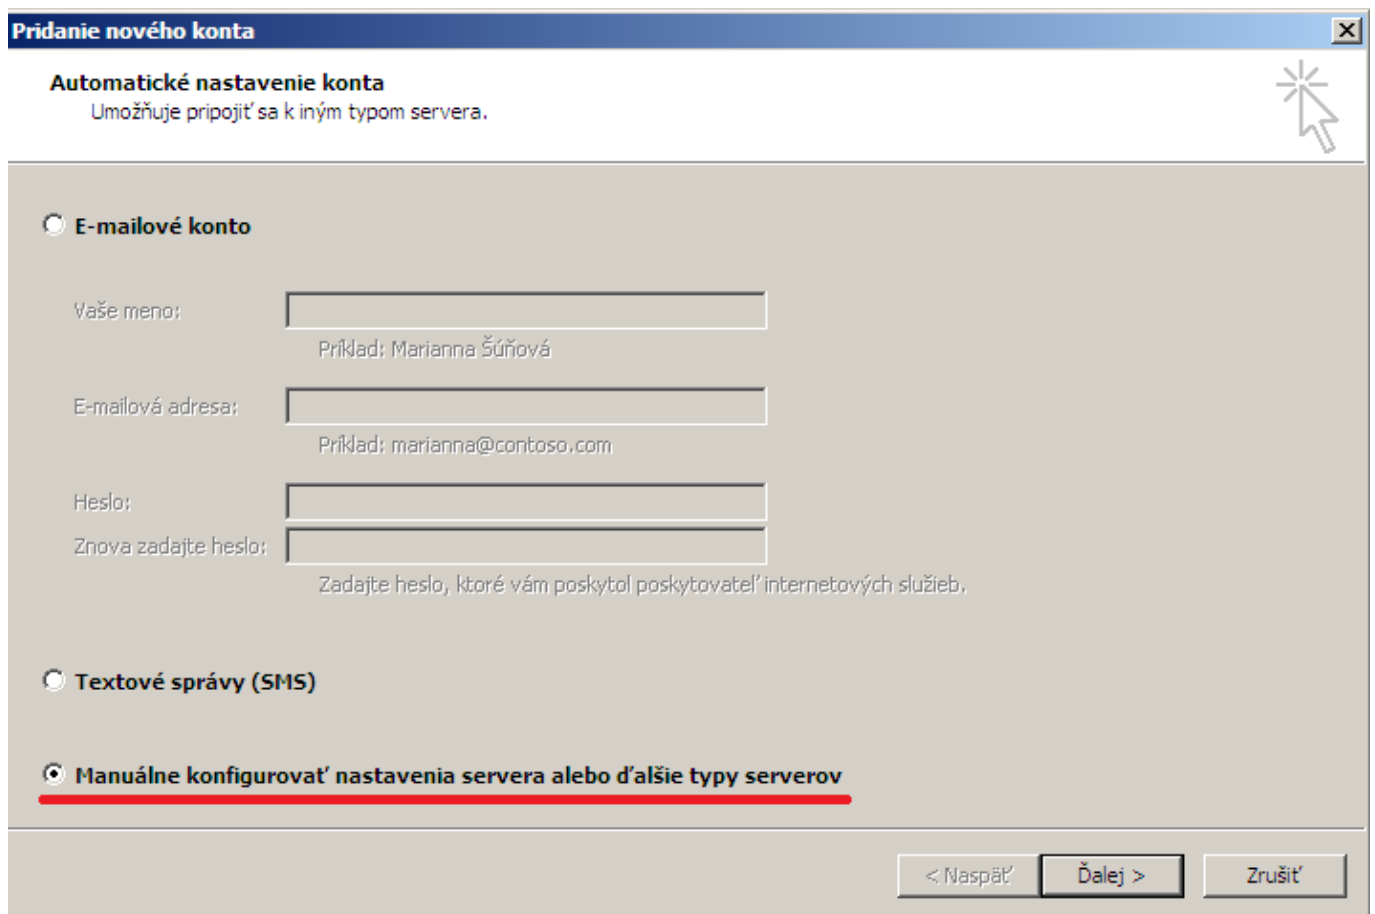 Pridanie nového konta
Automatické nastavenie konta
Umožňuje pripojiť sa k iným typom servera.
E-mailové konto
Vaše meno:
Príklad: Marianna Šúňová
E-mailová adresa:
Príklad: marianna@contoso.com
Heslo:
Znova zadajte heslo:
Zadajte heslo, ktoré vám poskytol poskytovateľ internetových služieb.
Textové správy (SMS)
Manuálne konfigurovať nastavenia servera alebo ďalšie typy serverov
< Naspäť Ďalej > Zrušiť